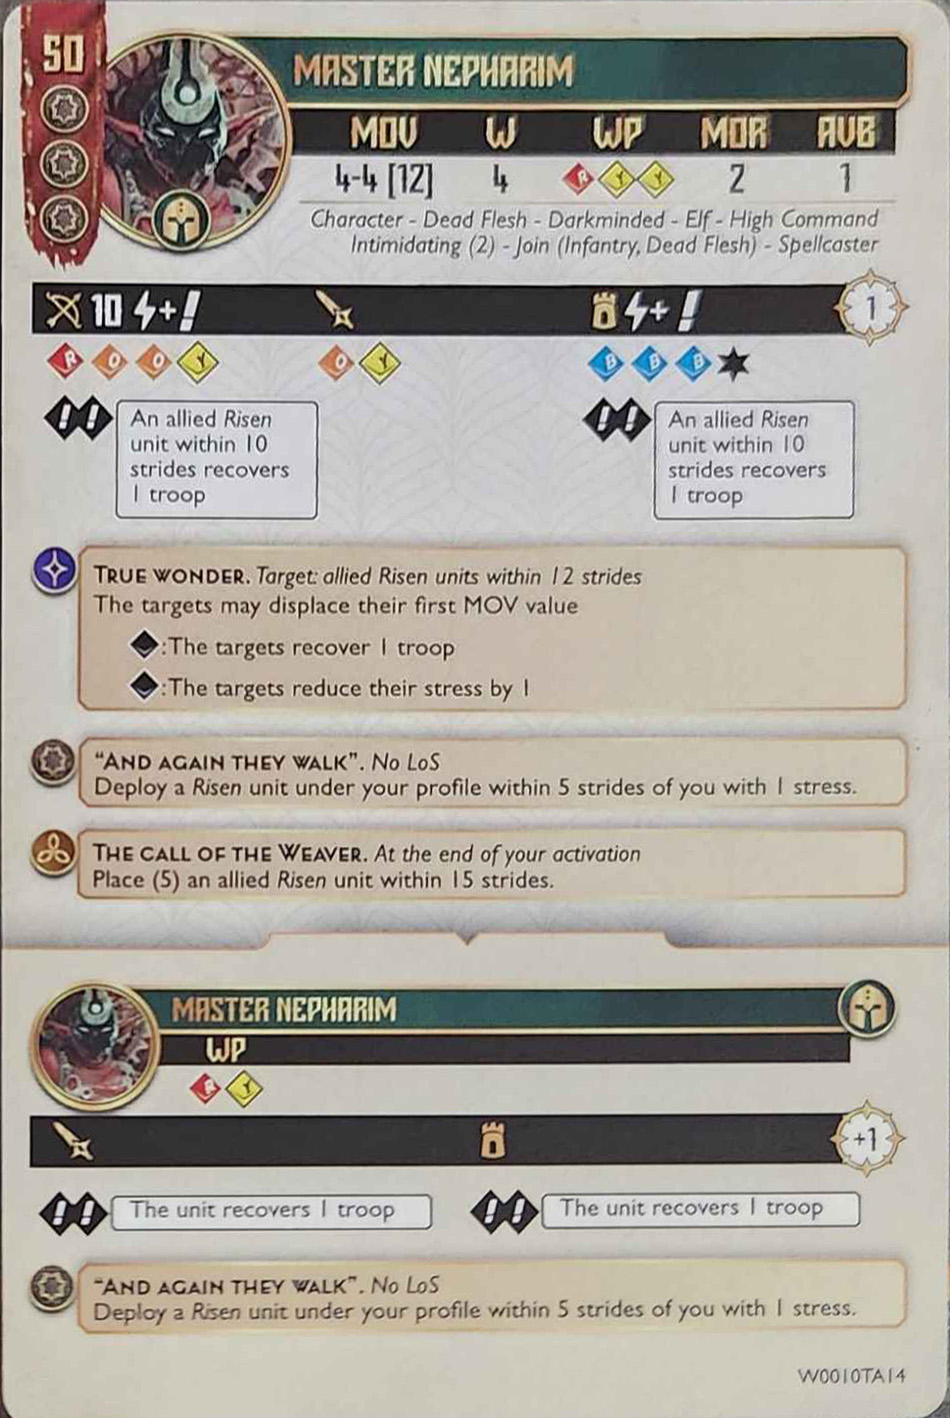 50
MASTER NEPHARIM
MOV W WP MOR AVB
4-4 [12] 4 R Y Y 2 1
Character - Dead Flesh - Darkminded - Elf - High Command
Intimidating (2) - Join (Infantry, Dead Flesh) - Spellcaster
10 + ! + ! 1
R O O Y O Y B B B
! ! An allied Risen
unit within 10
strides recovers
1 troop
! ! An allied Risen
unit within 10
strides recovers
1 troop
TRUE WONDER. Target: allied Risen units within 12 strides
The targets may displace their first MOV value
:The targets recover 1 troop
:The targets reduce their stress by 1
“AND AGAIN THEY WALK”. No LoS
Deploy a Risen unit under your profile within 5 strides of you with 1 stress.
THE CALL OF THE WEAVER. At the end of your activation
Place (5) an allied Risen unit within 15 strides.
MASTER NEPHARIM
WP
R Y
+1
! ! The unit recovers 1 troop ! ! The unit recovers 1 troop
“AND AGAIN THEY WALK”. No LoS
Deploy a Risen unit under your profile within 5 strides of you with 1 stress.
W0010TA14